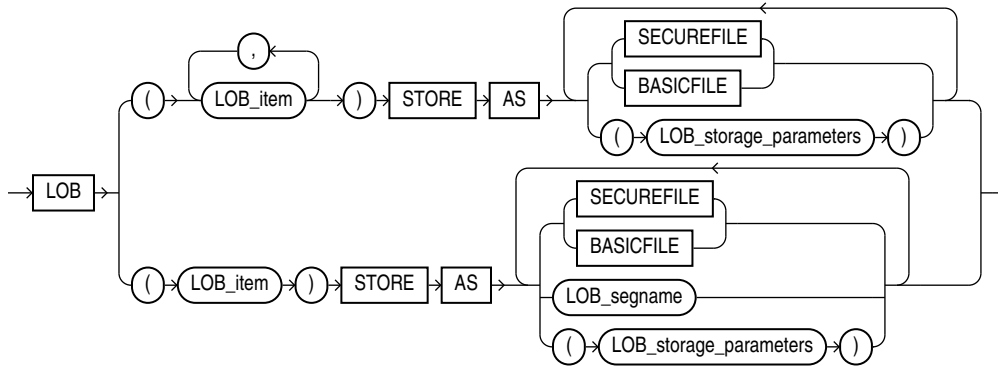 LOB
( LOB_item , ) STORE AS
SECUREFILE
BASICFILE
( LOB_storage_parameters )
( LOB_item ) STORE AS
SECUREFILE
BASICFILE
LOB_segname
( LOB_storage_parameters )